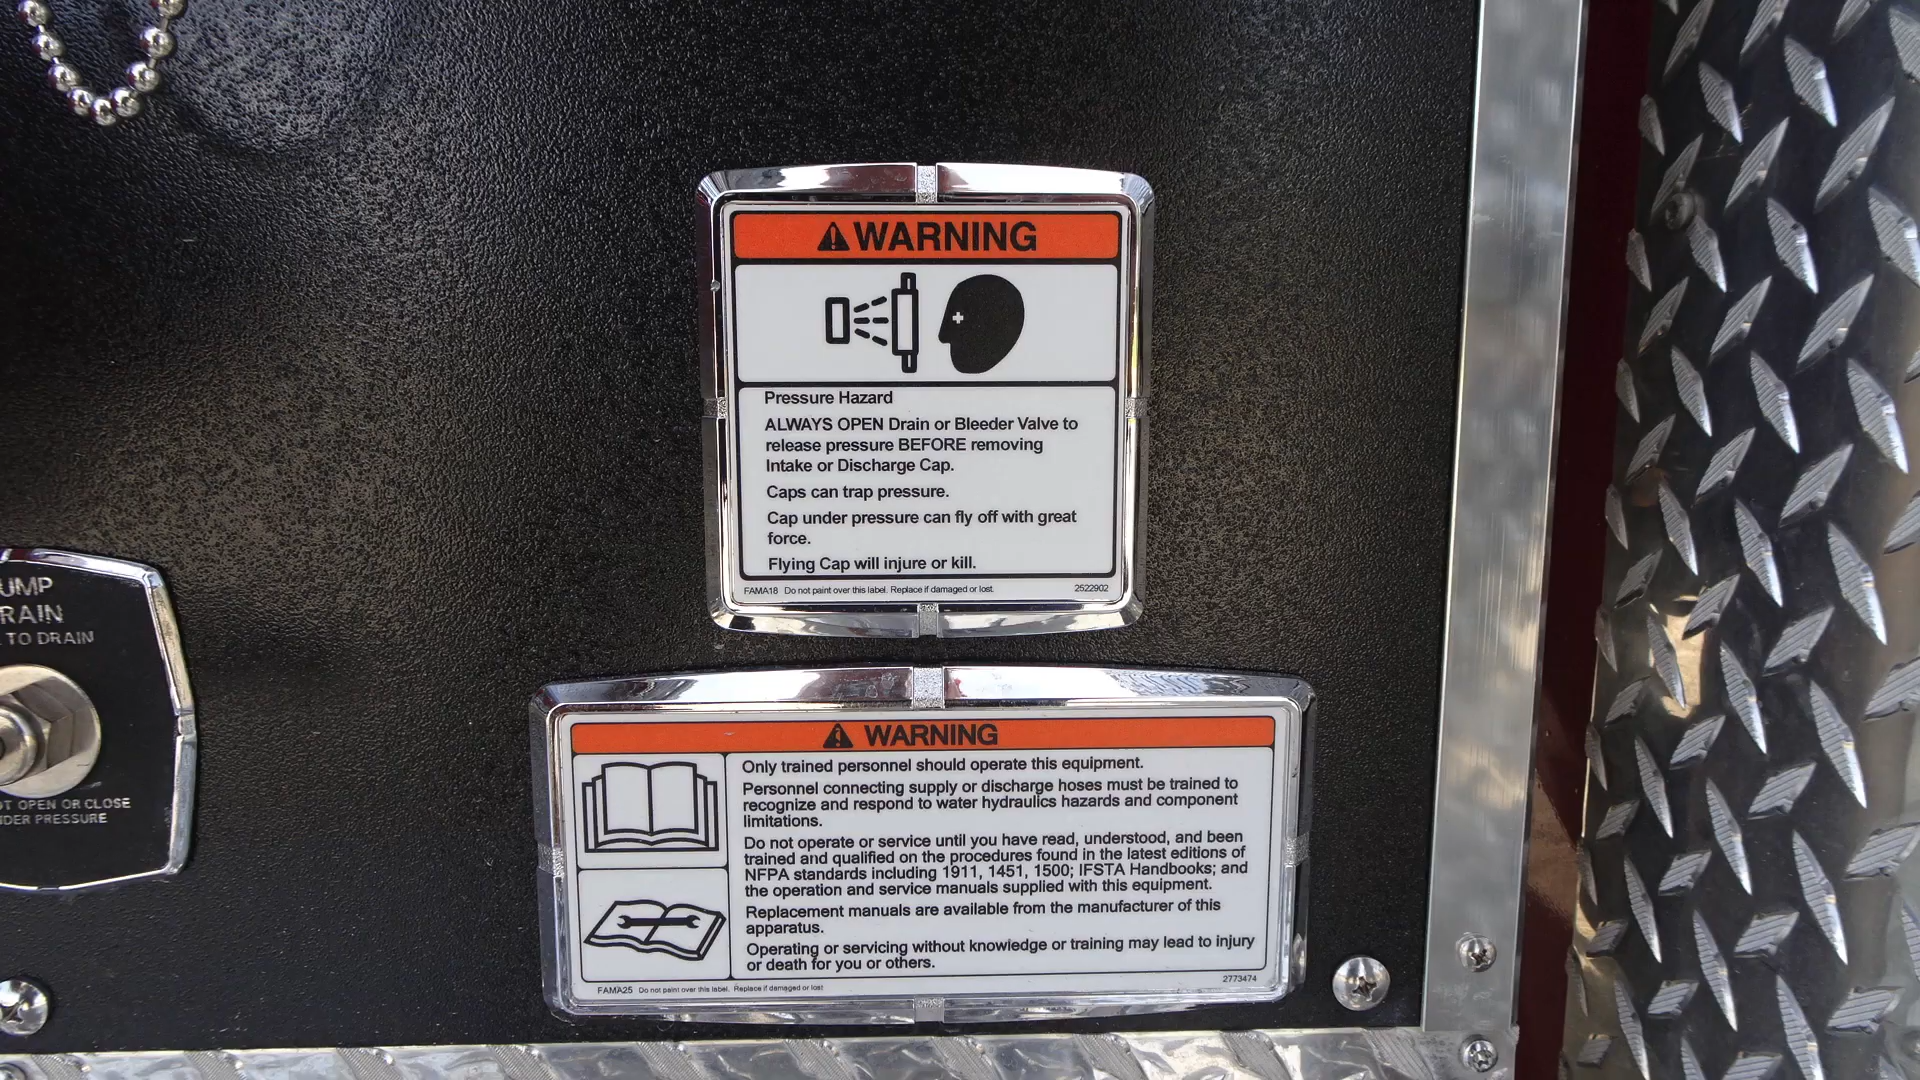 WARNING
Pressure Hazard
ALWAYS OPEN Drain or Bleeder Valve to
release pressure BEFORE removing
Intake or Discharge Cap.
Caps can trap pressure.
Cap under pressure can fly off with great
force.
Flying Cap will injure or kill.
FAMA18 Do not paint over this label. Replace if damaged or lost. 2522902
UMP
RAIN
TO DRAIN
OT OPEN OR CLOSE
NDER PRESSURE
WARNING
Only trained personnel should operate this equipment.
Personnel connecting supply or discharge hoses must be trained to
recognize and respond to water hydraulics hazards and component
limitations.
Do not operate or service until you have read, understood, and been
trained and qualified on the procedures found in the latest editions of
NFPA standards including 1911, 1451, 1500; IFSTA Handbooks; and
the operation and service manuals supplied with this equipment.
Replacement manuals are available from the manufacturer of this
apparatus.
Operating or servicing without knowledge or training may lead to injury
or death for you or others.
FAMA25 Do not paint over this label. Replace if damaged or lost 2773474